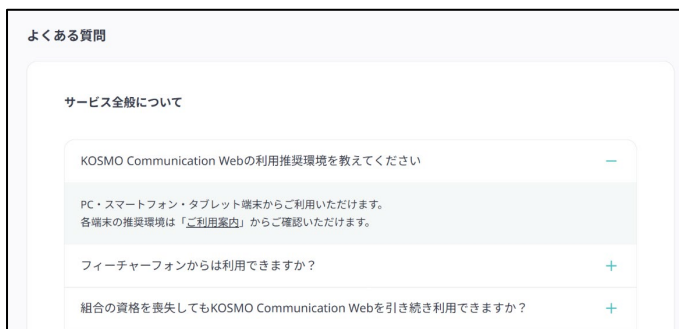 よくある質問
サービス全般について
KOSMO Communication Webの利用推奨環境を教えてください
PC・スマートフォン・タブレット端末からご利用いただけます。
各端末の推奨環境は「ご利用案内」からご確認いただけます。
フィーチャーフォンからは利用できますか？
組合の資格を喪失してもKOSMO Communication Webを引き続き利用できますか？